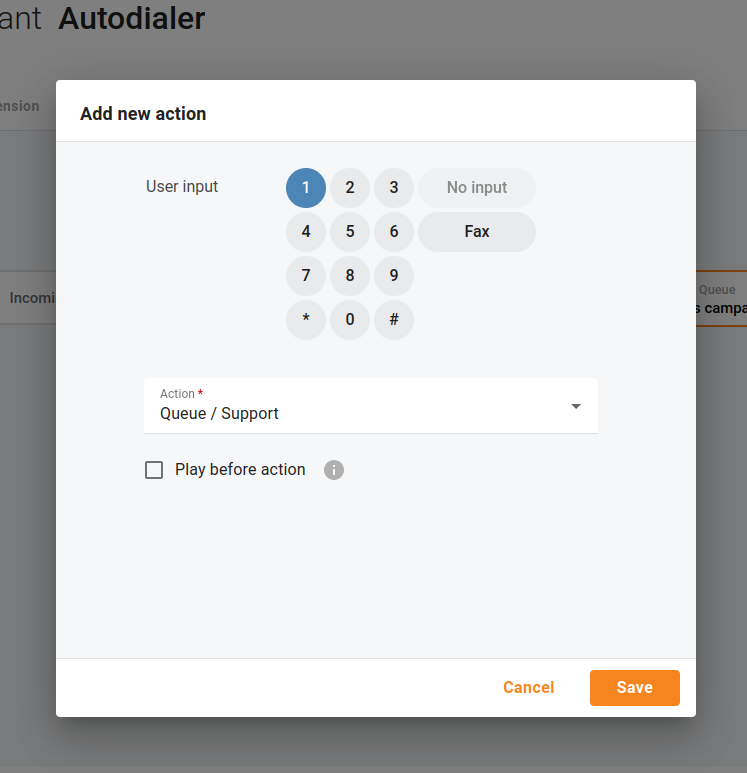 ant Autodialer
ension
Add new action
User input
1 2 3 No input
4 5 6 Fax
7 8 9
* 0 #
Incomi
Queue
s campa
Action *
Queue / Support
Play before action
Cancel Save